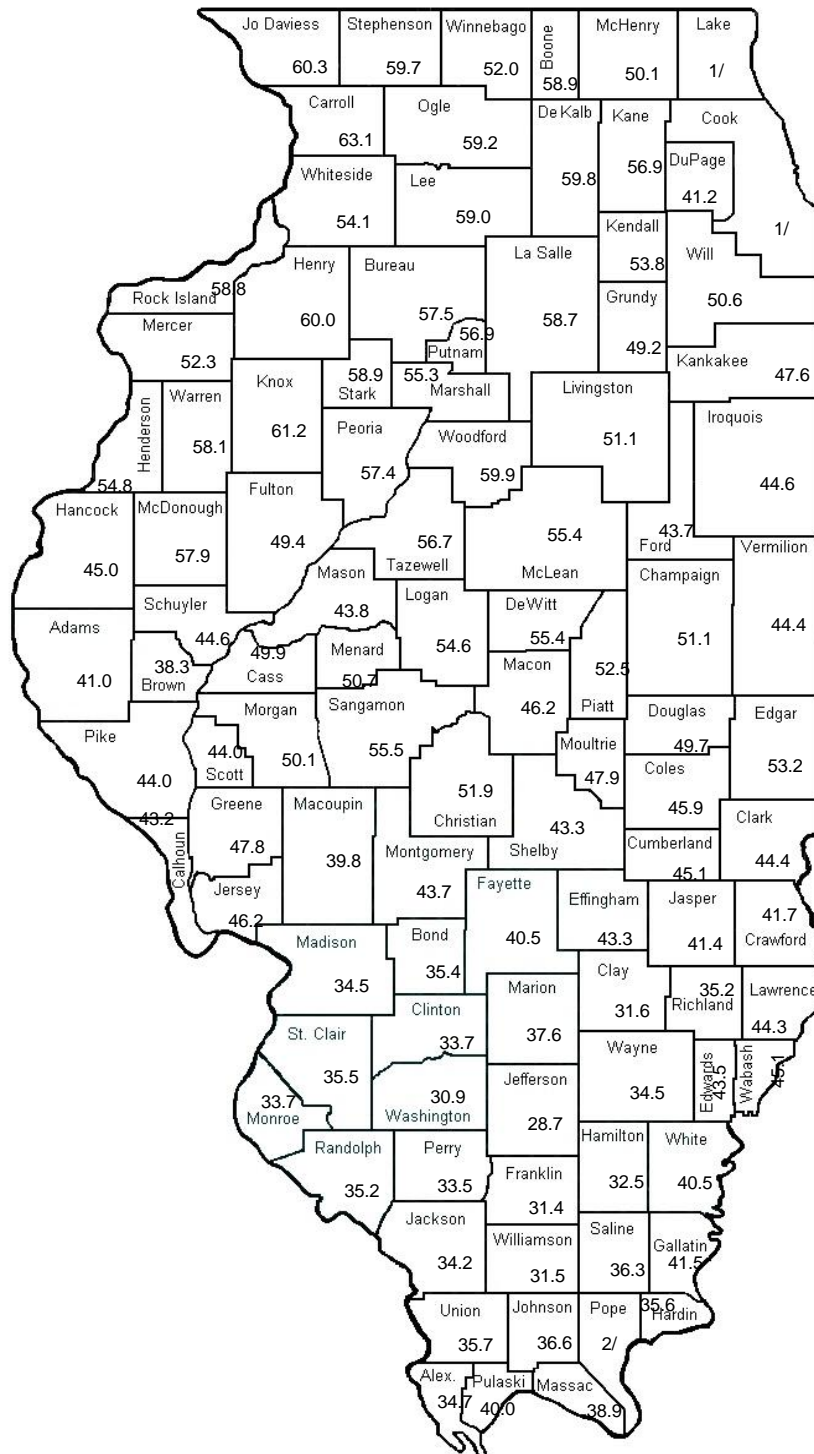 Jo Daviess
60.3
Stephenson
59.7
Winnebago
52.0
Boone
58.9
McHenry
50.1
Lake
1/
Carroll
63.1
Ogle
59.2
De Kalb
59.8
Kane
56.9
Cook
1/
DuPage
41.2
Whiteside
54.1
Lee
59.0
Kendall
53.8
Will
50.6
La Salle
58.7
Henry
60.0
Bureau
57.5
Rock Island
58.8
Grundy
49.2
Mercer
52.3
Putnam
56.9
Kankakee
47.6
Stark
58.9
Marshall
55.3
Knox
61.2
Livingston
51.1
Henderson
54.8
Warren
58.1
Iroquois
44.6
Peoria
57.4
Woodford
59.9
Fulton
49.4
Hancock
45.0
McDonough
57.9
Tazewell
56.7
McLean
55.4
Ford
43.7
Vermilion
44.4
Mason
43.8
Champaign
51.1
Logan
54.6
DeWitt
55.4
Schuyler
44.6
Adams
41.0
Brown
38.3
Cass
49.9
Menard
50.7
Macon
46.2
Piatt
52.5
Pike
44.0
Morgan
50.1
Sangamon
55.5
Douglas
49.7
Edgar
53.2
Scott
44.0
Moultrie
47.9
Coles
45.9
Christian
51.9
Greene
47.8
Macoupin
39.8
Calhoun
43.2
Montgomery
43.7
Shelby
43.3
Cumberland
45.1
Clark
44.4
Jersey
46.2
Fayette
40.5
Effingham
43.3
Jasper
41.4
Crawford
41.7
Madison
34.5
Bond
35.4
Clay
31.6
Richland
35.2
Lawrence
44.3
Marion
37.6
Clinton
33.7
St. Clair
35.5
Wayne
34.5
Edwards
43.5
Wabash
45.1
Washington
30.9
Jefferson
28.7
Monroe
33.7
Randolph
35.2
Perry
33.5
Hamilton
32.5
White
40.5
Franklin
31.4
Jackson
34.2
Williamson
31.5
Saline
36.3
Gallatin
41.5
Union
35.7
Johnson
36.6
Pope
2/
Hardin
35.6
Alex.
34.7
Pulaski
40.0
Massac
38.9